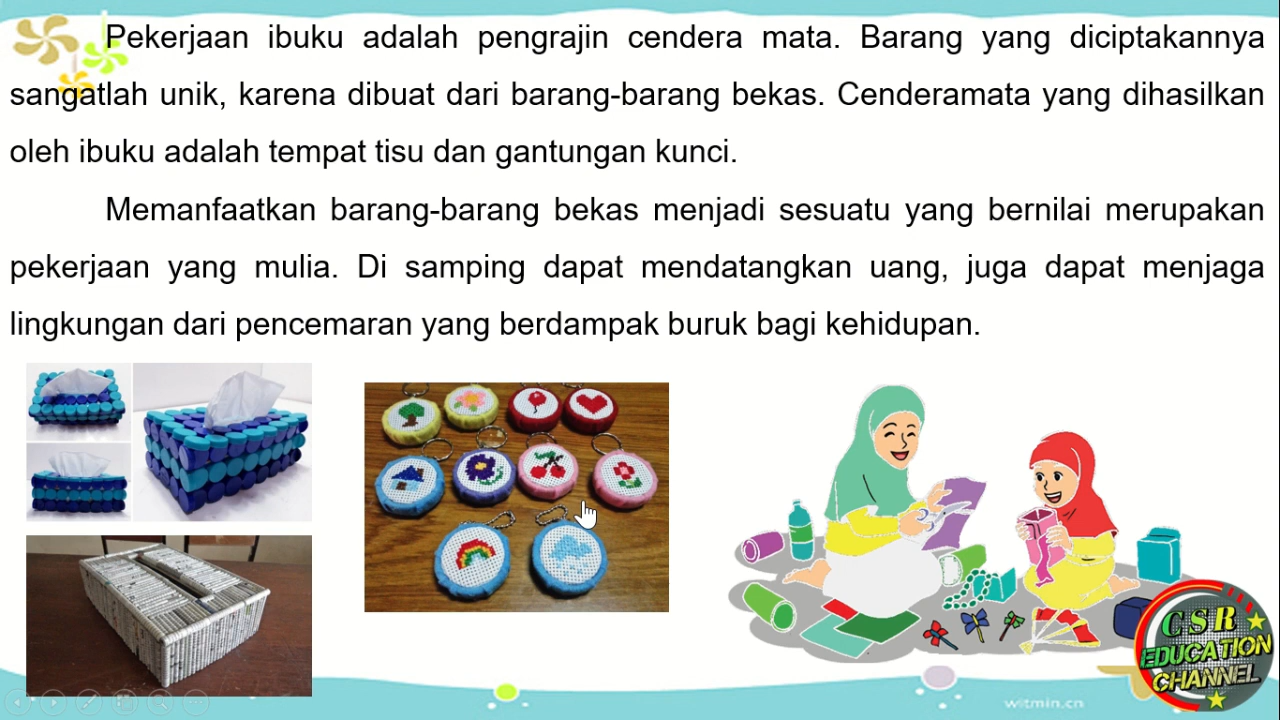 Pekerjaan ibuku adalah pengrajin cendera mata. Barang yang diciptakannya
sangatlah unik, karena dibuat dari barang-barang bekas. Cenderamata yang dihasilkan
oleh ibuku adalah tempat tisu dan gantungan kunci.
Memanfaatkan barang-barang bekas menjadi sesuatu yang bernilai merupakan
pekerjaan yang mulia. Di samping dapat mendatangkan uang, juga dapat menjaga
lingkungan dari pencemaran yang berdampak buruk bagi kehidupan.
CSR
EDUCATION
CHANNEL
witmin.cn